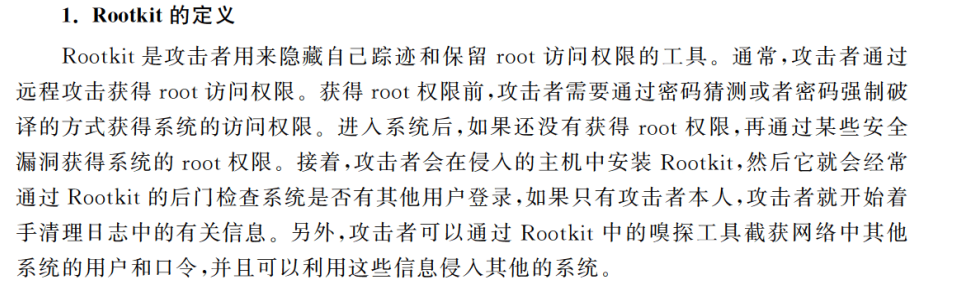 1. Rootkit 的定义
Rootkit 是攻击者用来隐藏自己踪迹和保留 root 访问权限的工具。通常,攻击者通过
远程攻击获得 root 访问权限。获得 root 权限前,攻击者需要通过密码猜测或者密码强制破
译的方式获得系统的访问权限。进入系统后,如果还没有获得 root 权限,再通过某些安全
漏洞获得系统的 root 权限。接着,攻击者会在侵入的主机中安装 Rootkit,然后它就会经常
通过 Rootkit 的后门检查系统是否有其他用户登录,如果只有攻击者本人,攻击者就开始着
手清理日志中的有关信息。另外,攻击者可以通过 Rootkit 中的嗅探工具截获网络中其他
系统的用户和口令,并且可以利用这些信息侵入其他的系统。